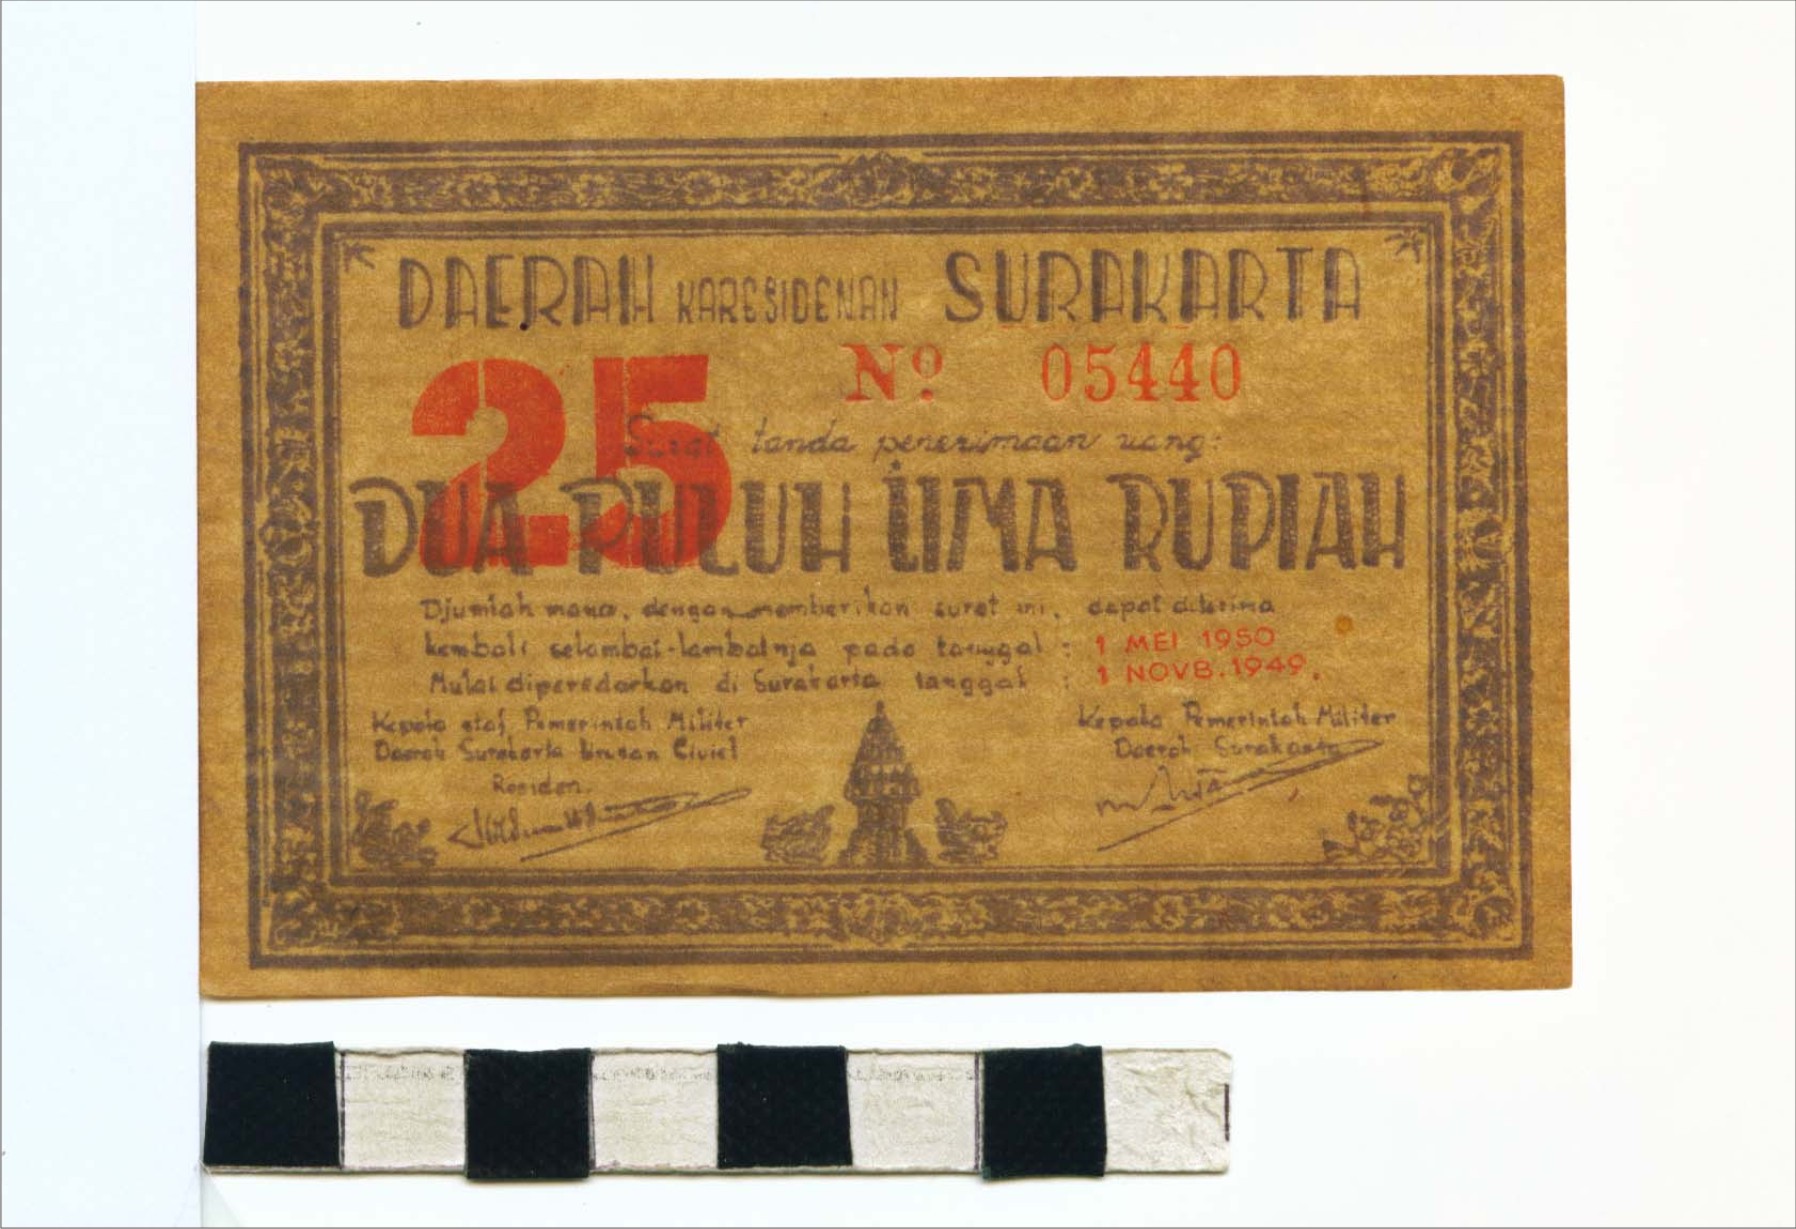 DAERAH KARESIDENAN SURAKARTA
25 Nº 05440
Surat tanda penerimaan uang:
DUA PULUH LIMA RUPIAH
Djumlah mana, dengan memberikan surat ini, dapat diterima
kembali selambat-lambatnja pada tanggal : 1 MEI 1950
Mulai diperedarkan di Surakarta tanggal : 1 NOVB. 1949.
Kepala staf Pemerintah Militer
Daerah Surakarta Urusan Civiel
Residen.
Kepala Pemerintah Militer
Daerah Surakarta